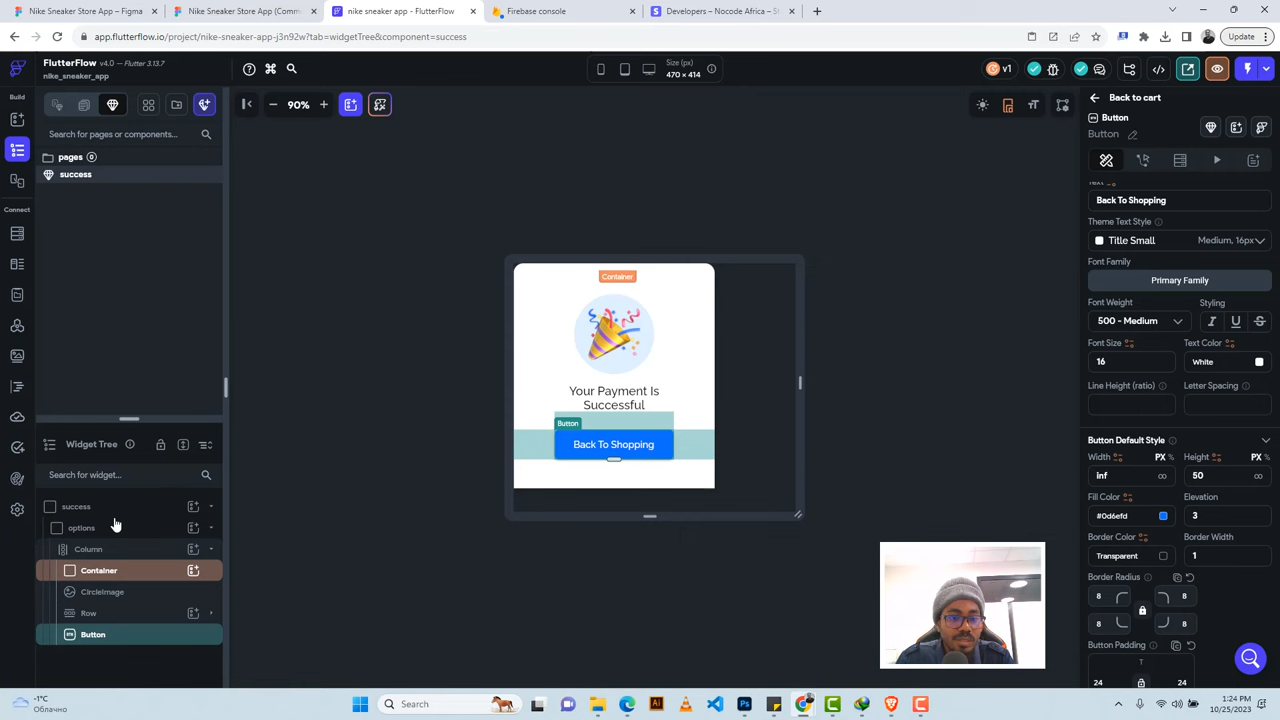 Nike Sneaker Store App - Figma
Nike Sneaker Store App (Comm
nike sneaker app - FlutterFlow
Firebase console
Developers – Nocode Africa – S
app.flutterflow.io/project/nike-sneaker-app-j3n92w?tab=widgetTree&component=success
Update
FlutterFlow v4.0 – Flutter 3.13.7
nike_sneaker_app
Size (px)
470 × 414
v1
Build
Connect
Search for pages or components...
pages 0
success
90%
Container
Your Payment Is
Successful
Button
Back To Shopping
Widget Tree
Search for widget...
success
options
Column
Container
CircleImage
Row
Button
Back to cart
Button
Button
Text
Back To Shopping
Theme Text Style
Title Small Medium, 16px
Font Family
Primary Family
Font Weight Styling
500 - Medium
Font Size Text Color
16 White
Line Height (ratio) Letter Spacing
Button Default Style
Width PX % Height PX %
inf 50
Fill Color Elevation
#0d6efd 3
Border Color Border Width
Transparent 1
Border Radius
8 8
8 8
Button Padding
T
24 24
-1°C
Облачно
Search
1:24 PM
10/25/2023